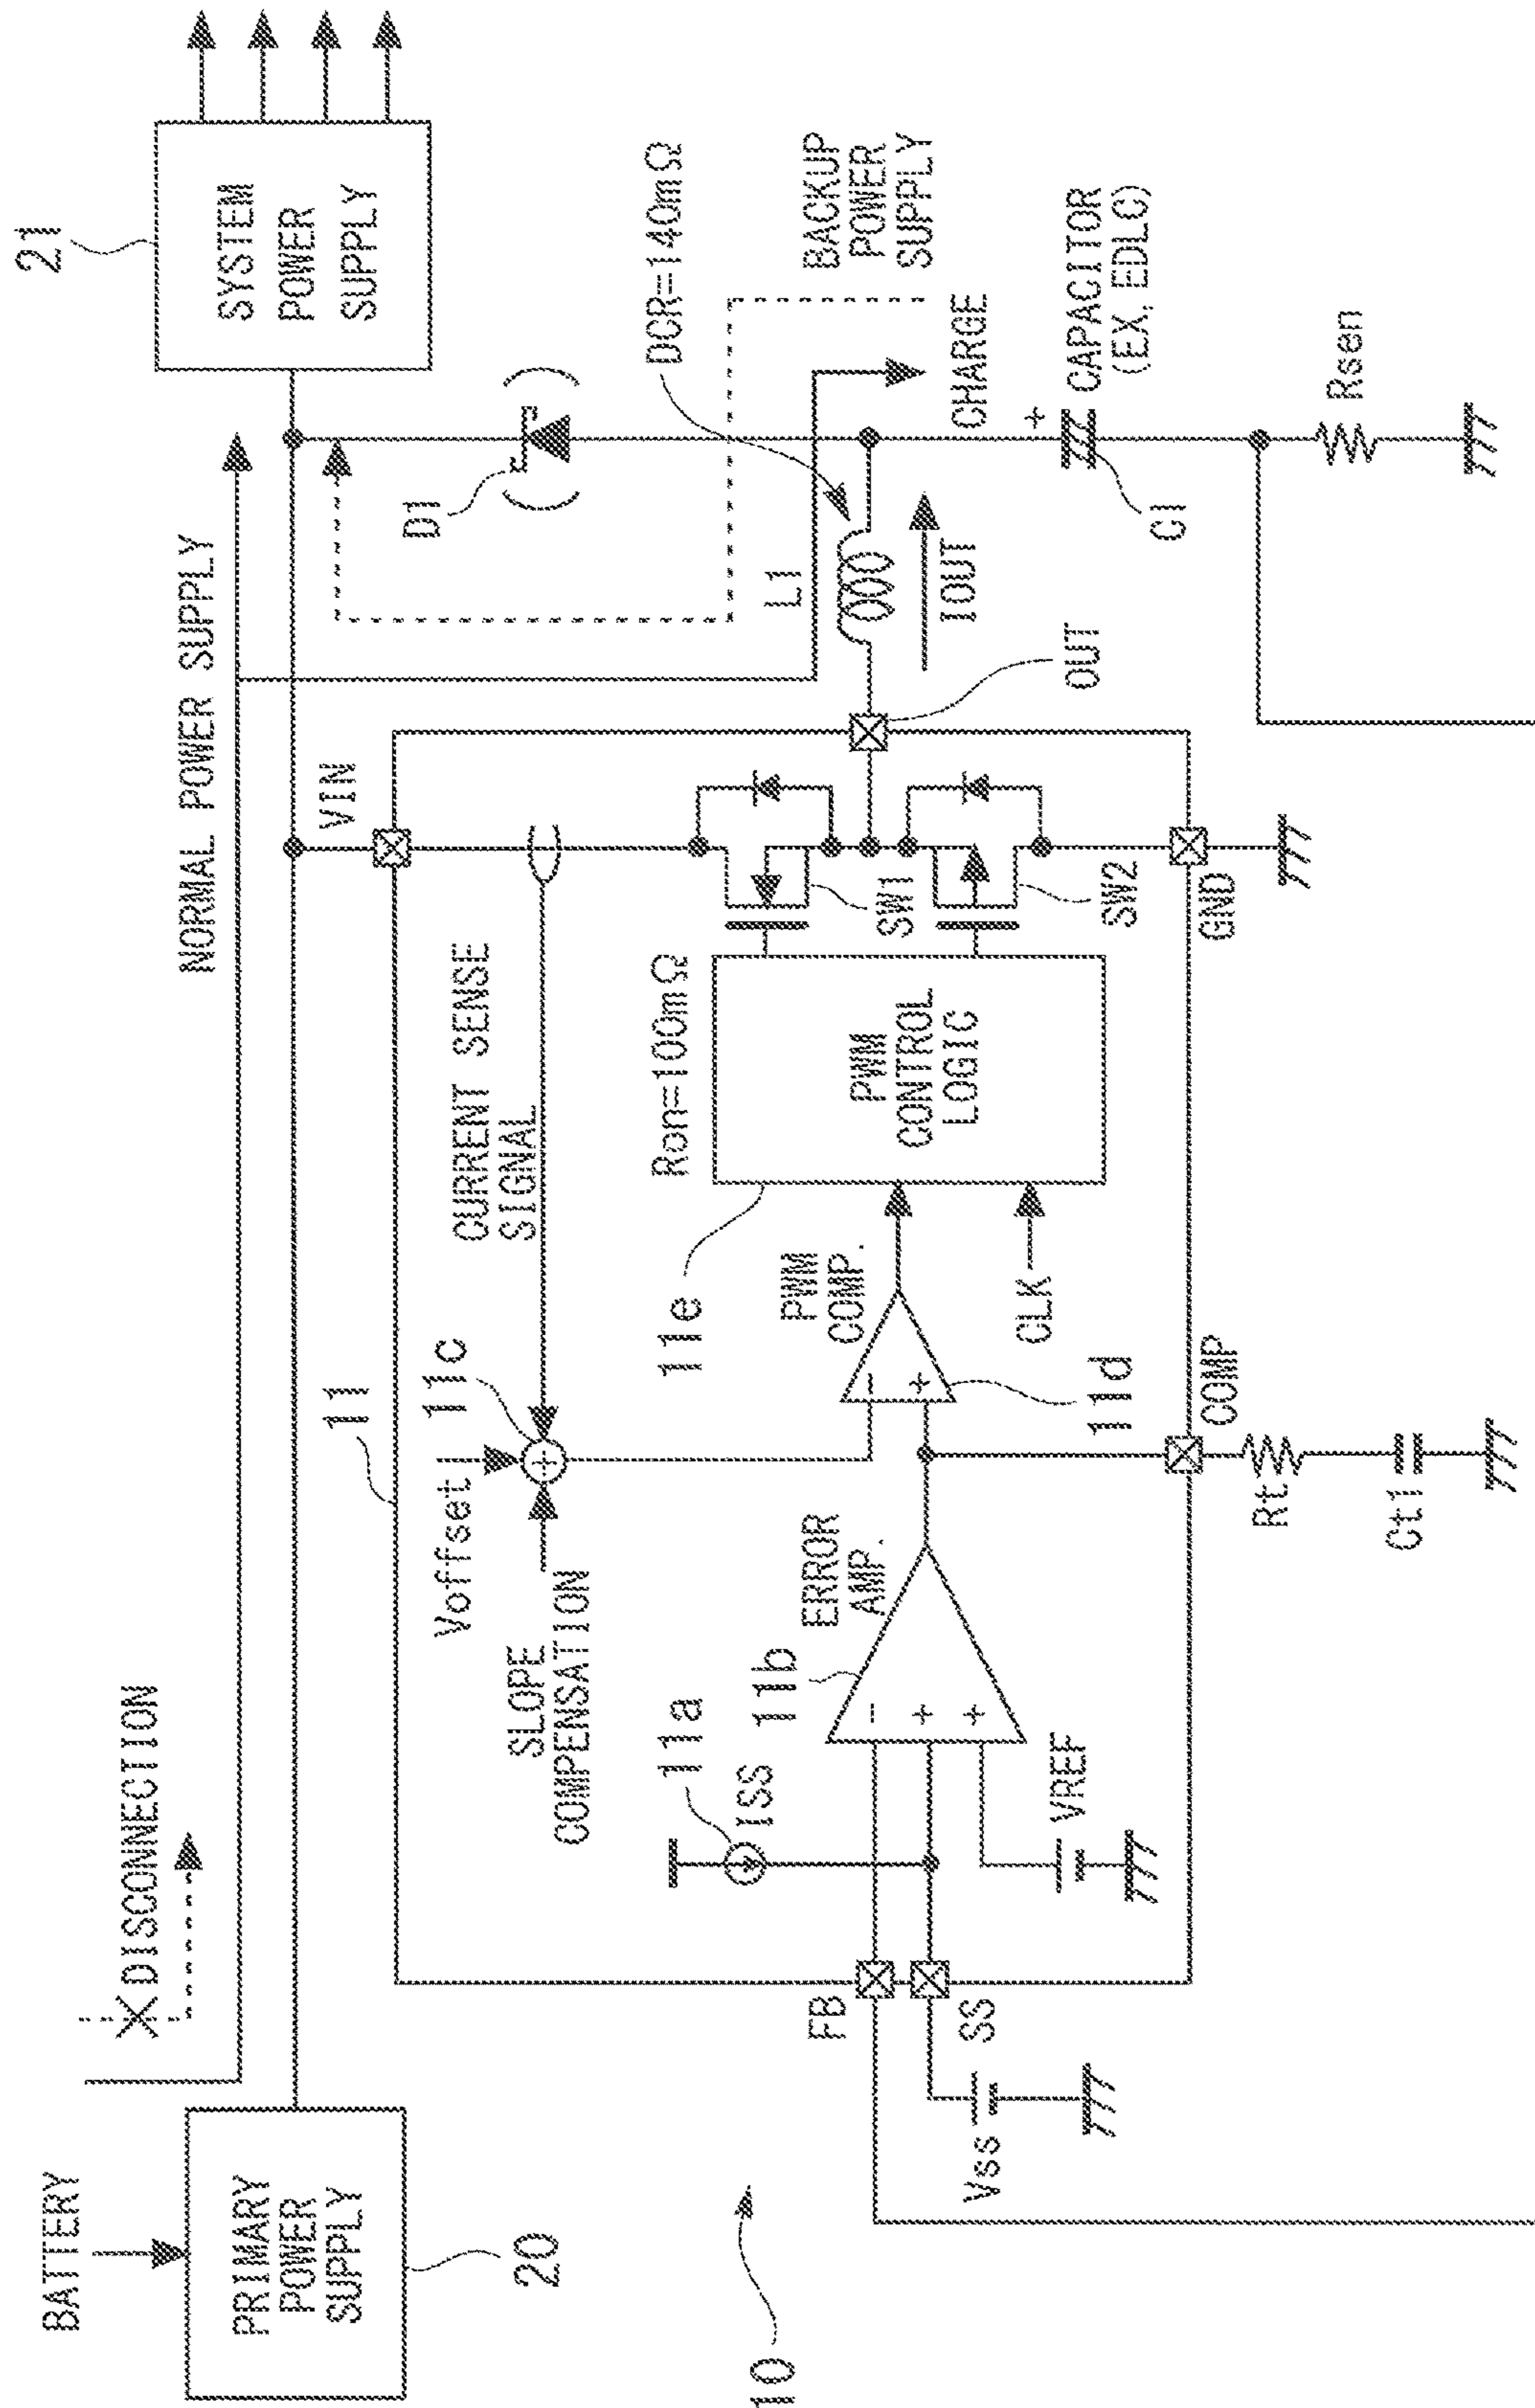 BATTERY
PRIMARY
POWER
SUPPLY
20
DISCONNECTION
NORMAL POWER SUPPLY
21
SYSTEM
POWER
SUPPLY
10
11
VIN
Voffset
11c
SLOPE
COMPENSATION
CURRENT SENSE
SIGNAL
D1
DCR=140mΩ
BACKUP
POWER
SUPPLY
11a
ISS
11b
ERROR
AMP.
-
+
+
VREF
FB
SS
Vss
PWM
COMP.
-
+
11d
11e
Ron=100mΩ
PWM
CONTROL
LOGIC
CLK
SW1
SW2
L1
IOUT
OUT
CHARGE
+
CAPACITOR
(EX, EDLC)
C1
Rsen
GND
COMP
Rt
Ct1